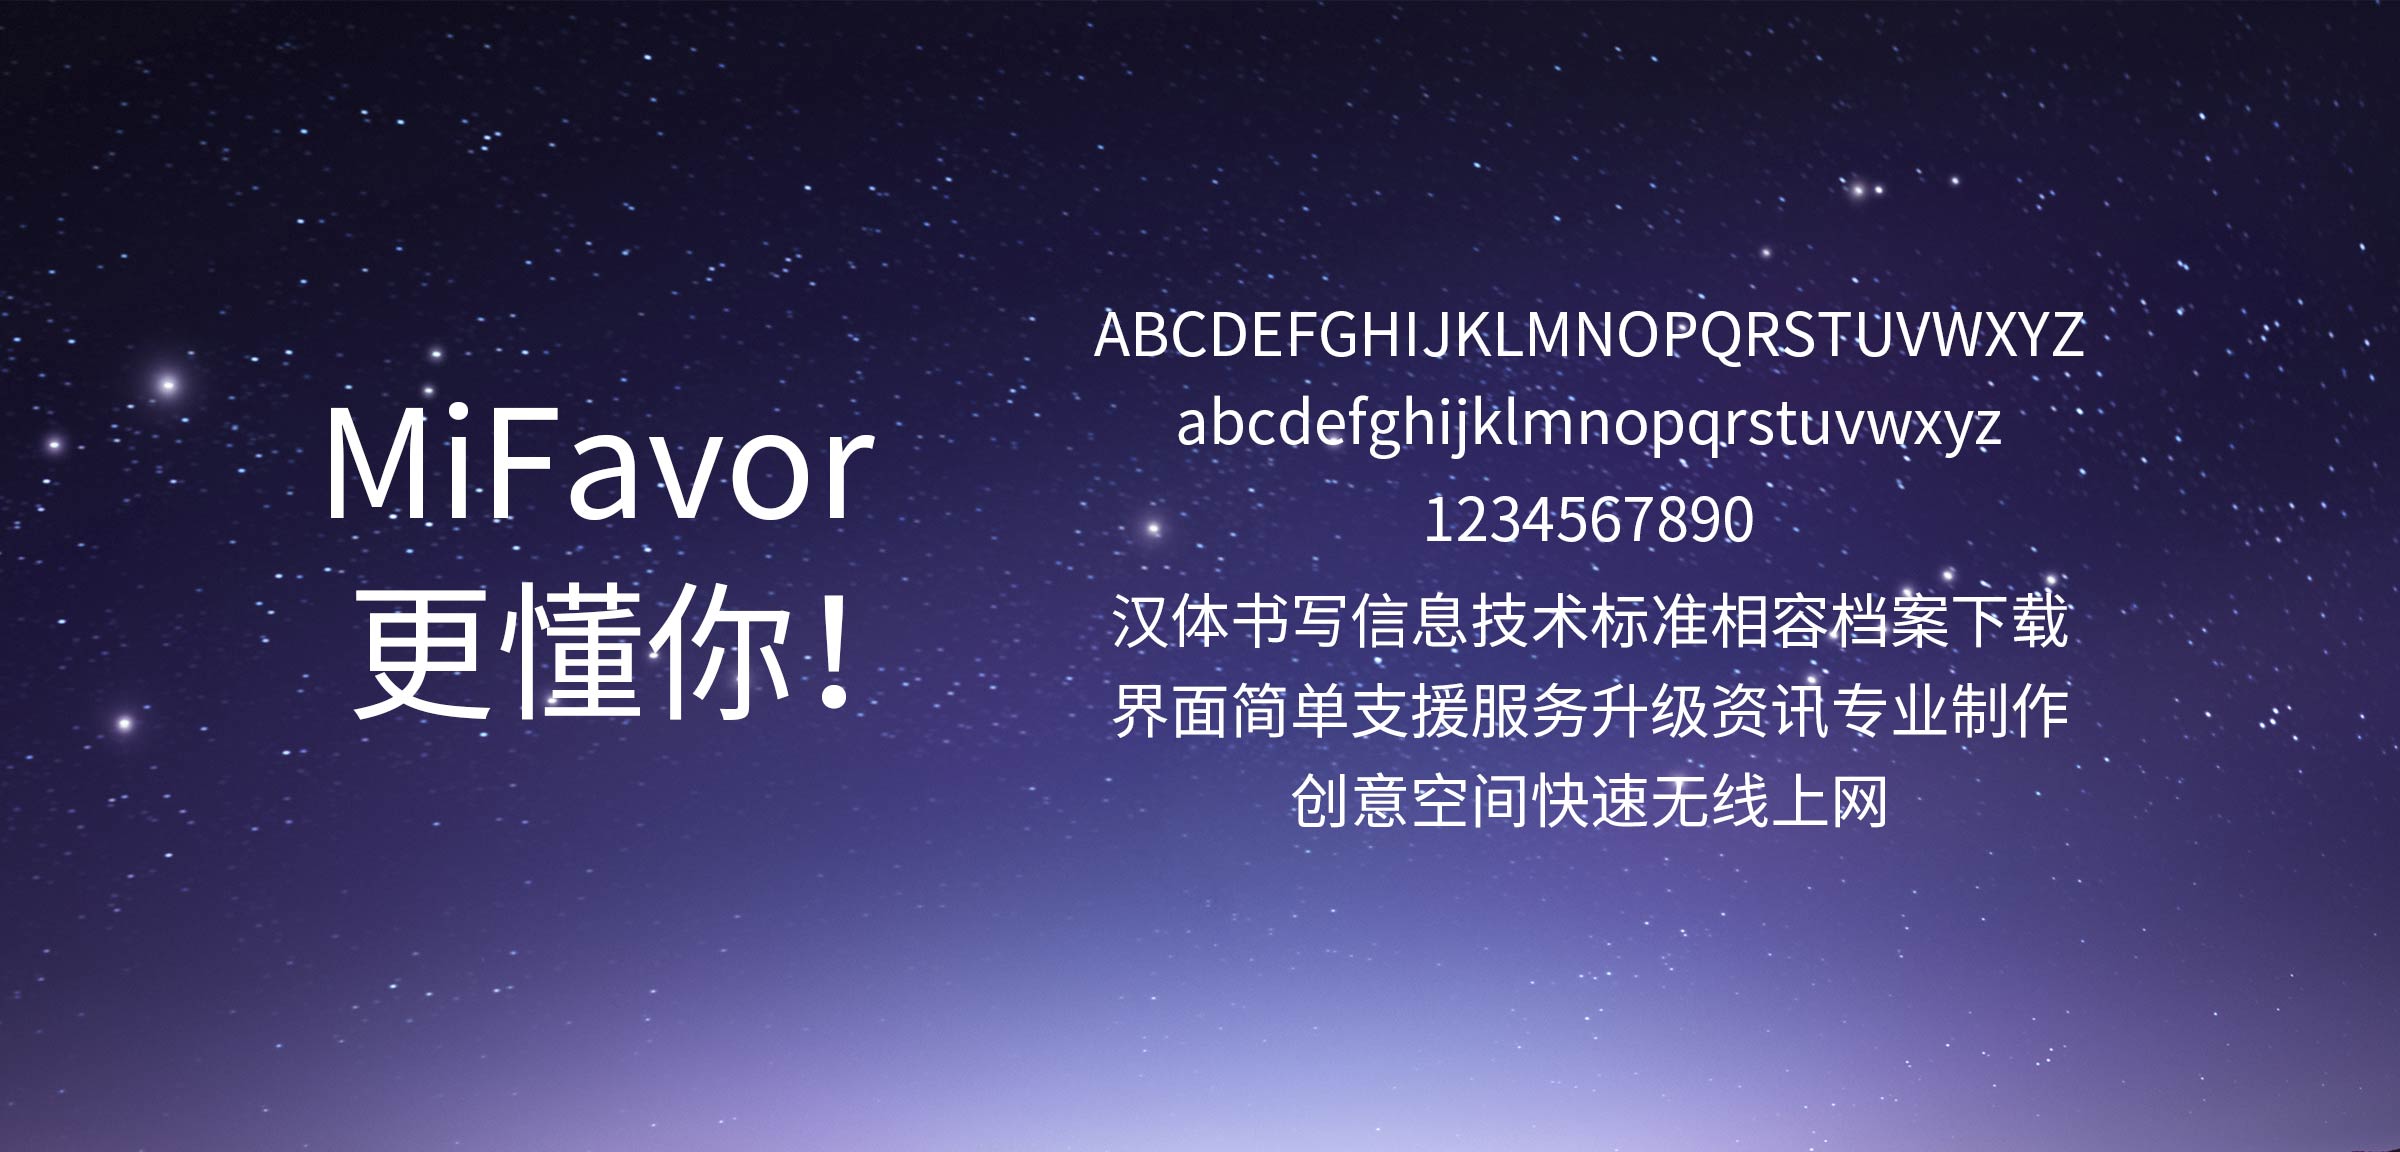 MiFavor
更懂你！
ABCDEFGHIJKLMNOPQRSTUVWXYZ
abcdefghijklmnopqrstuvwxyz
1234567890
汉体书写信息技术标准相容档案下载
界面简单支援服务升级资讯专业制作
创意空间快速无线上网